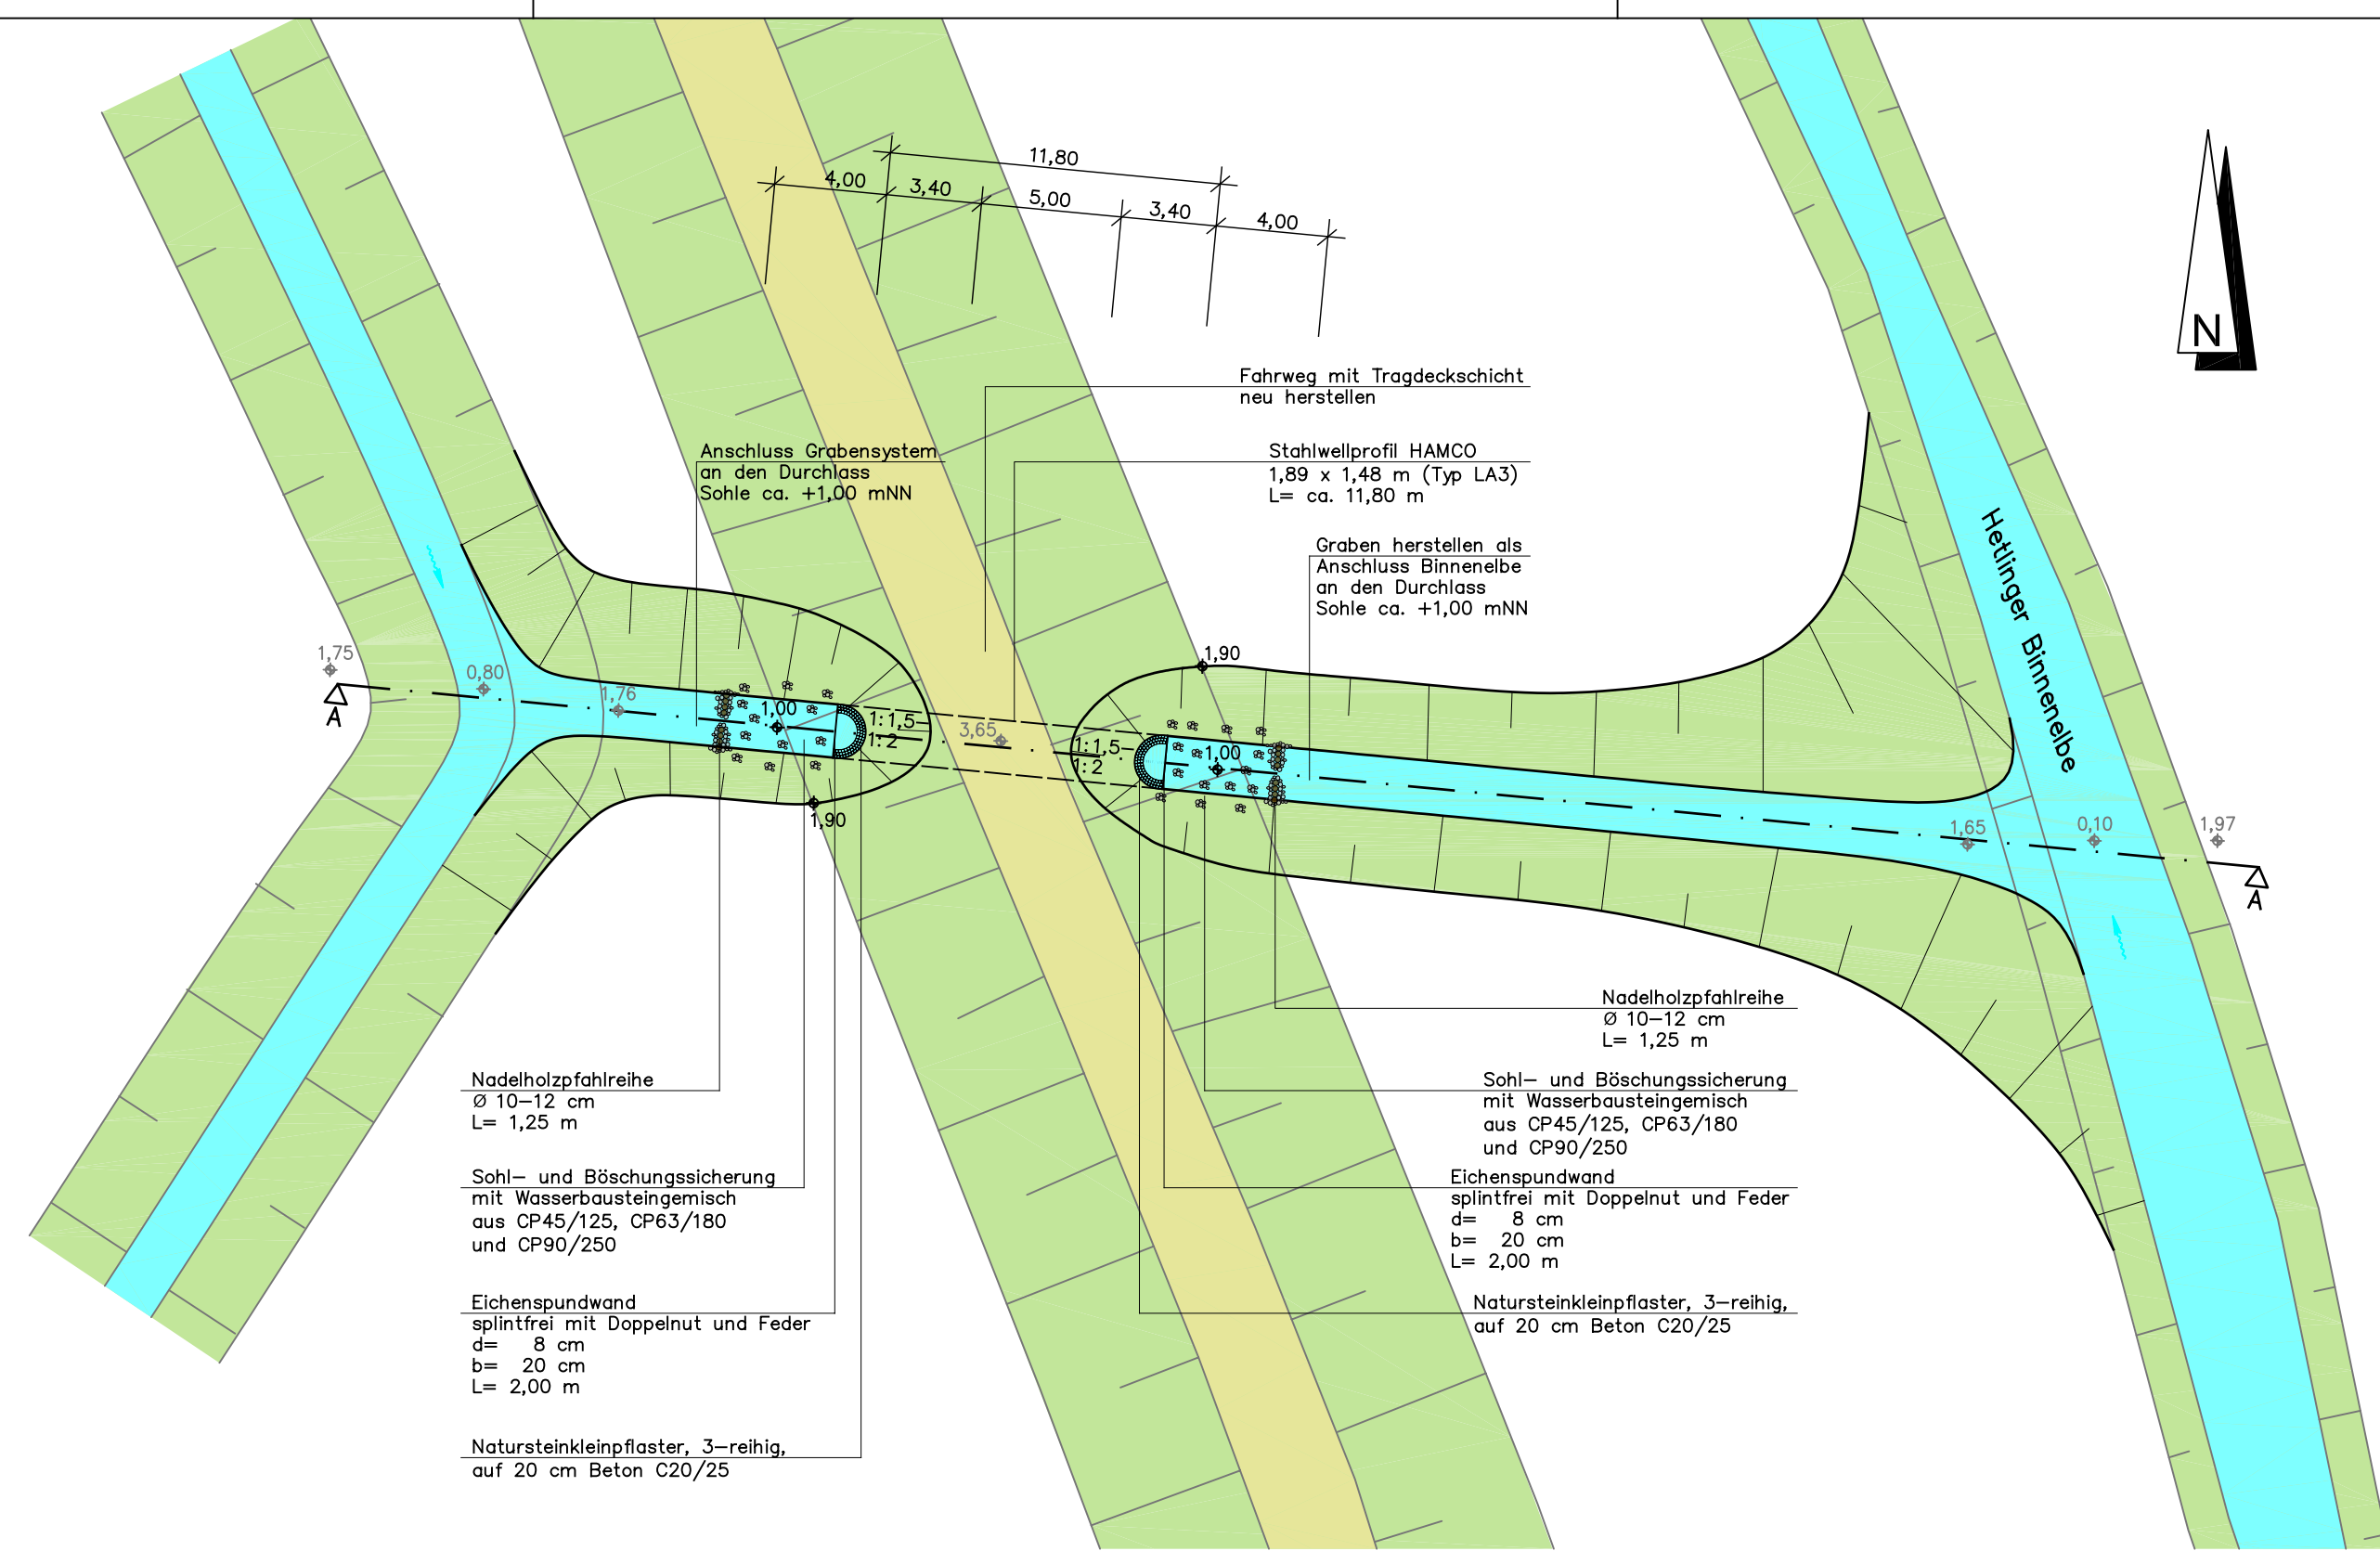 11,80
4,00
3,40
5,00
3,40
4,00
N
Fahrweg mit Tragdeckschicht
neu herstellen
Anschluss Grabensystem
an den Durchlass
Sohle ca. +1,00 mNN
Stahlwellprofil HAMCO
1,89 x 1,48 m (Typ LA3)
L= ca. 11,80 m
Graben herstellen als
Anschluss Binnenelbe
an den Durchlass
Sohle ca. +1,00 mNN
Hetlinger Binnenelbe
1,75
0,80
1,76
A
1,00
1:1,5
1:2
1,90
3,65
1,90
1:1,5
1:2
1,00
1,65
0,10
1,97
A
Nadelholzpfahlreihe
Ø 10–12 cm
L= 1,25 m
Sohl– und Böschungssicherung
mit Wasserbausteingemisch
aus CP45/125, CP63/180
und CP90/250
Eichenspundwand
splintfrei mit Doppelnut und Feder
d= 8 cm
b= 20 cm
L= 2,00 m
Natursteinkleinpflaster, 3–reihig,
auf 20 cm Beton C20/25
Nadelholzpfahlreihe
Ø 10–12 cm
L= 1,25 m
Sohl– und Böschungssicherung
mit Wasserbausteingemisch
aus CP45/125, CP63/180
und CP90/250
Eichenspundwand
splintfrei mit Doppelnut und Feder
d= 8 cm
b= 20 cm
L= 2,00 m
Natursteinkleinpflaster, 3–reihig,
auf 20 cm Beton C20/25